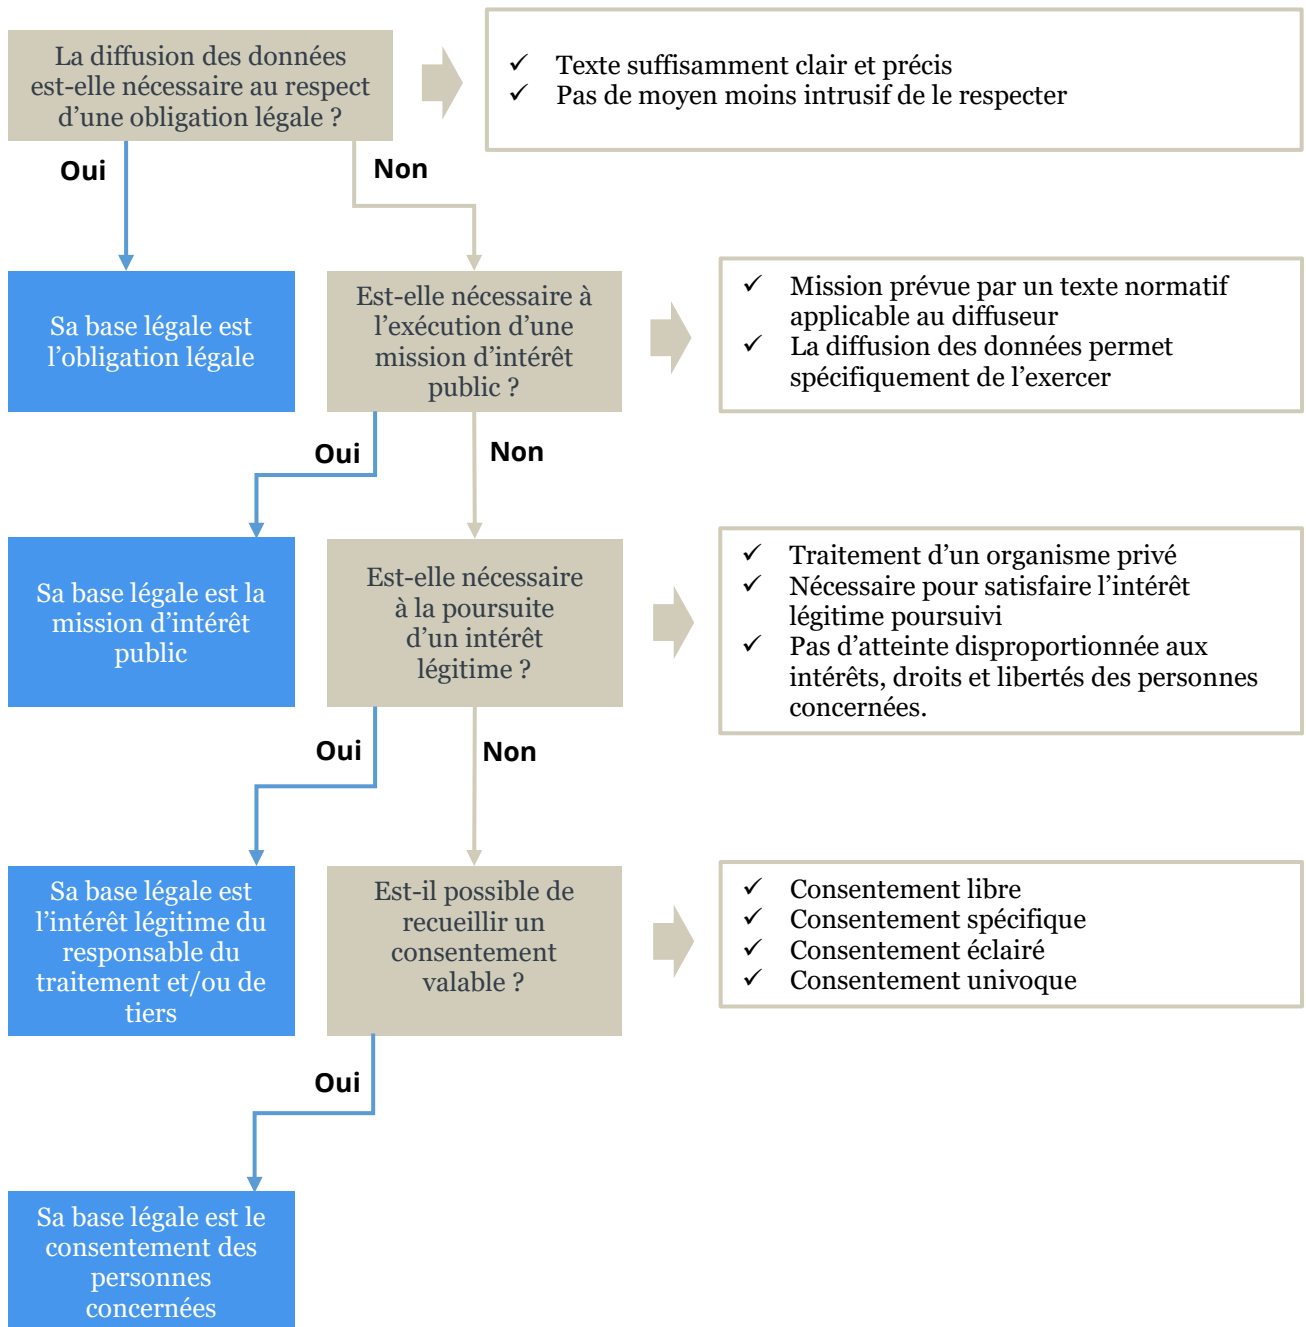 La diffusion des données
est-elle nécessaire au respect
d’une obligation légale ?
✓ Texte suffisamment clair et précis
✓ Pas de moyen moins intrusif de le respecter
Oui
Non
Sa base légale est
l’obligation légale
Est-elle nécessaire à
l’exécution d’une
mission d’intérêt
public ?
✓ Mission prévue par un texte normatif
applicable au diffuseur
✓ La diffusion des données permet
spécifiquement de l’exercer
Oui
Non
Sa base légale est la
mission d’intérêt
public
Est-elle nécessaire
à la poursuite
d’un intérêt
légitime ?
✓ Traitement d’un organisme privé
✓ Nécessaire pour satisfaire l’intérêt
légitime poursuivi
✓ Pas d’atteinte disproportionnée aux
intérêts, droits et libertés des personnes
concernées.
Oui
Non
Sa base légale est
l’intérêt légitime du
responsable du
traitement et/ou de
tiers
Est-il possible de
recueillir un
consentement
valable ?
✓ Consentement libre
✓ Consentement spécifique
✓ Consentement éclairé
✓ Consentement univoque
Oui
Sa base légale est le
consentement des
personnes
concernées